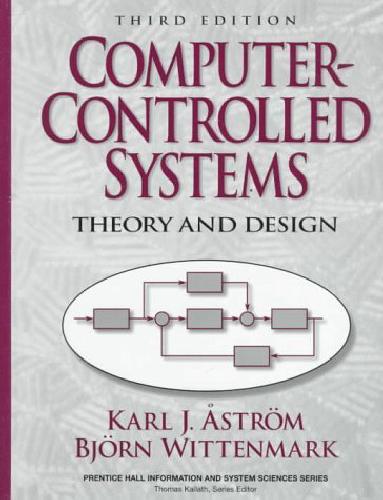 THIRD EDITION
COMPUTER-
CONTROLLED
SYSTEMS
THEORY AND DESIGN
KARL J. ÅSTRÖM
BJÖRN WITTENMARK
PRENTICE HALL INFORMATION AND SYSTEM SCIENCES SERIES
Thomas Kailath, Series Editor